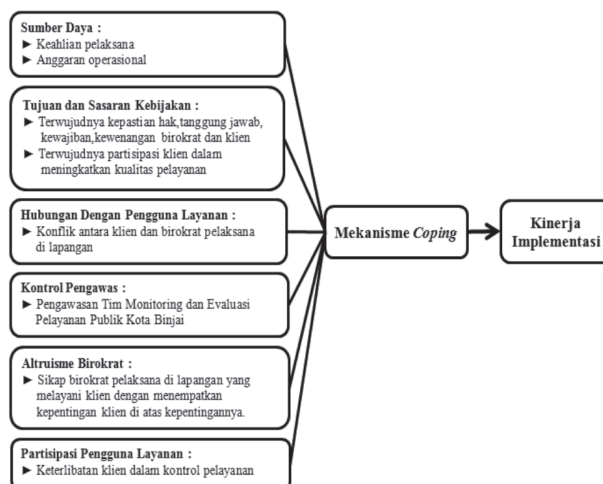 Sumber Daya :
► Keahlian pelaksana
► Anggaran operasional
Tujuan dan Sasaran Kebijakan :
► Terwujudnya kepastian hak,tanggung jawab,
kewajiban,kewenangan birokrat dan klien
► Terwujudnya partisipasi klien dalam
meningkatkan kualitas pelayanan
Hubungan Dengan Pengguna Layanan :
► Konflik antara klien dan birokrat pelaksana
di lapangan
Kontrol Pengawas :
► Pengawasan Tim Monitoring dan Evaluasi
Pelayanan Publik Kota Binjai
Altruisme Birokrat :
► Sikap birokrat pelaksana di lapangan yang
melayani klien dengan menempatkan
kepentingan klien di atas kepentingannya.
Partisipasi Pengguna Layanan :
► Keterlibatan klien dalam kontrol pelayanan
Mekanisme Coping
Kinerja
Implementasi